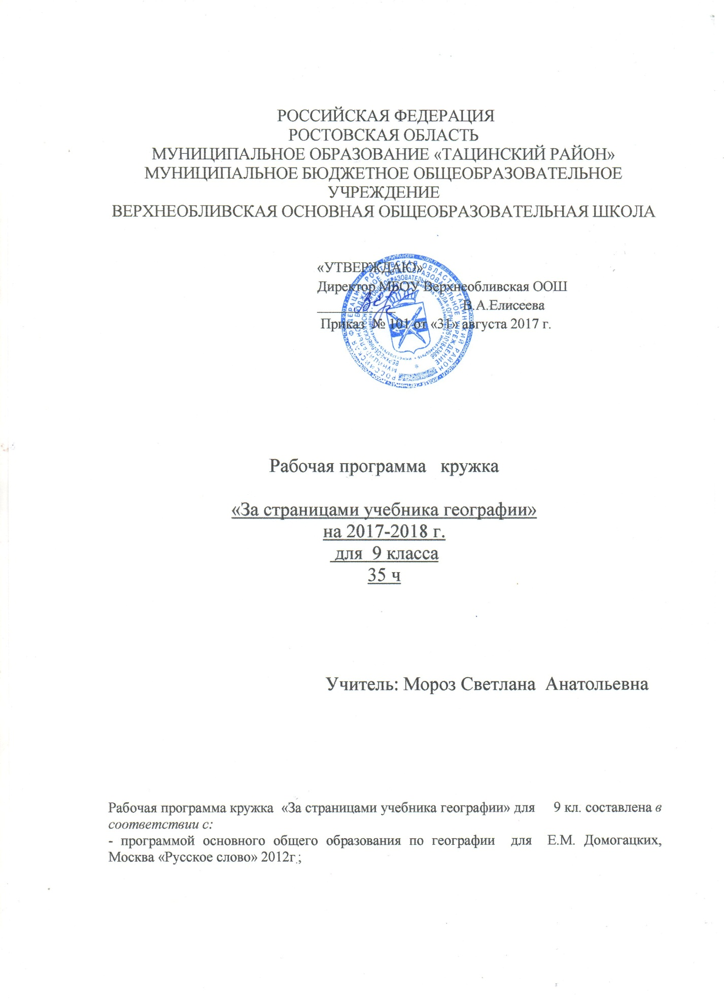 РОССИЙСКАЯ ФЕДЕРАЦИЯ
РОСТОВСКАЯ ОБЛАСТЬ
МУНИЦИПАЛЬНОЕ ОБРАЗОВАНИЕ «ТАЦИНСКИЙ РАЙОН»
МУНИЦИПАЛЬНОЕ БЮДЖЕТНОЕ ОБЩЕОБРАЗОВАТЕЛЬНОЕ
УЧРЕЖДЕНИЕ
ВЕРХНЕОБЛИВСКАЯ ОСНОВНАЯ ОБЩЕОБРАЗОВАТЕЛЬНАЯ ШКОЛА
«УТВЕРЖДАЮ»
Директор МБОУ Верхнеобливская ООШ
___________ В.А.Елисеева
Приказ № 101 от «31» августа 2017 г.
Рабочая программа кружка
«За страницами учебника географии»
на 2017-2018 г.
для 9 класса
35 ч
Учитель: Мороз Светлана Анатольевна
Рабочая программа кружка «За страницами учебника географии» для 9 кл. составлена в
соответствии с:
- программой основного общего образования по географии для Е.М. Домогацких,
Москва «Русское слово» 2012г.;